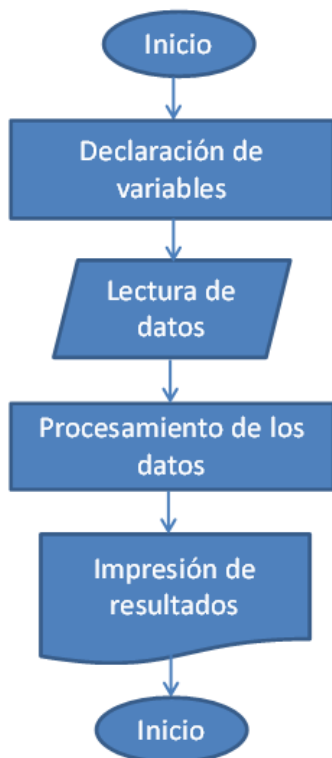 Inicio
Declaración de
variables
Lectura de
datos
Procesamiento de los
datos
Impresión de
resultados
Inicio